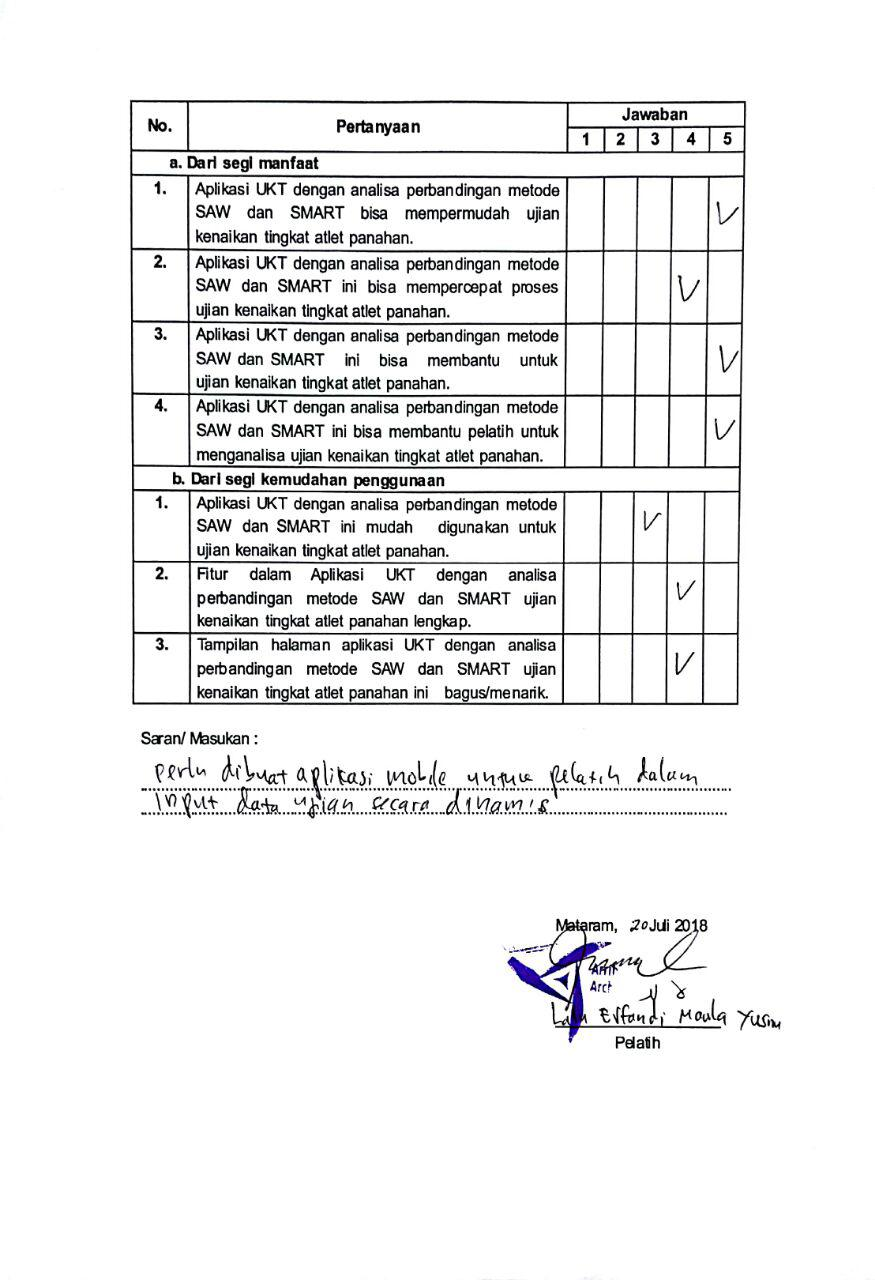 No. Pertanyaan Jawaban
1 2 3 4 5
a. Dari segi manfaat
1. Aplikasi UKT dengan analisa perbandingan metode
SAW dan SMART bisa mempermudah ujian
kenaikan tingkat atlet panahan.
2. Aplikasi UKT dengan analisa perbandingan metode
SAW dan SMART ini bisa mempercepat proses
ujian kenaikan tingkat atlet panahan.
3. Aplikasi UKT dengan analisa perbandingan metode
SAW dan SMART ini bisa membantu untuk
ujian kenaikan tingkat atlet panahan.
4. Aplikasi UKT dengan analisa perbandingan metode
SAW dan SMART ini bisa membantu pelatih untuk
menganalisa ujian kenaikan tingkat atlet panahan.
b. Dari segi kemudahan penggunaan
1. Aplikasi UKT dengan analisa perbandingan metode
SAW dan SMART ini mudah digunakan untuk
ujian kenaikan tingkat atlet panahan.
2. Fitur dalam Aplikasi UKT dengan analisa
perbandingan metode SAW dan SMART ujian
kenaikan tingkat atlet panahan lengkap.
3. Tampilan halaman aplikasi UKT dengan analisa
perbandingan metode SAW dan SMART ujian
kenaikan tingkat atlet panahan ini bagus/menarik.
Saran/ Masukan :
perlu dibuat aplikasi mobile untuk pelatih dalam
input data ujian secara dinamis
Mataram, 20 Juli 2018
Arch
Lalu Erfandi Maula Yusnu
Pelatih